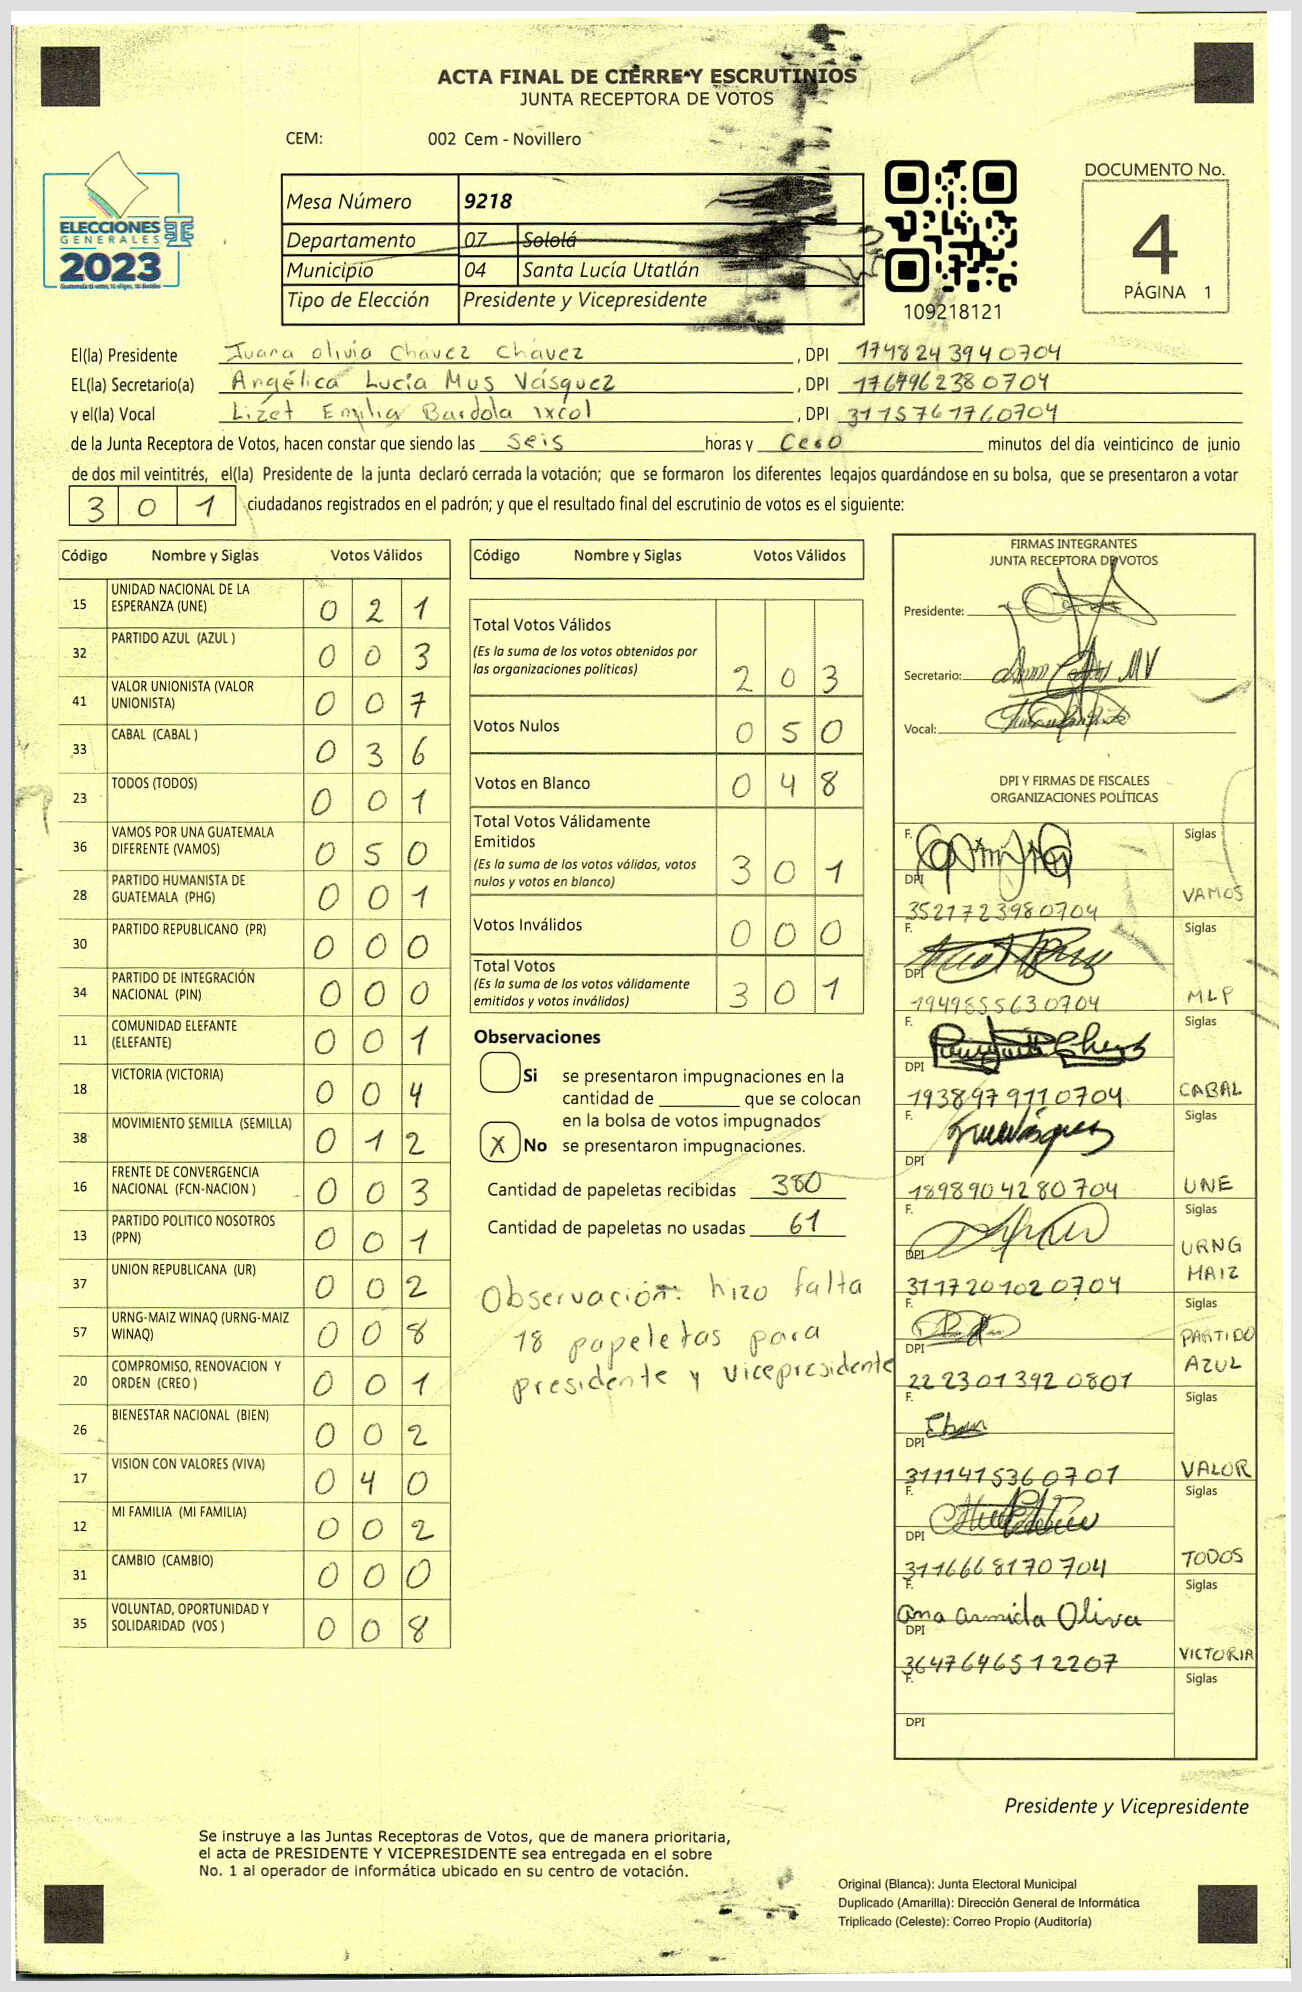 ACTA FINAL DE CIERRE Y ESCRUTINIOS
JUNTA RECEPTORA DE VOTOS
CEM: 002 Cem - Novillero
ELECCIONES
GENERALES
2023
Mesa Número 9218
Departamento 07 Sololá
Municipio 04 Santa Lucía Utatlán
Tipo de Elección Presidente y Vicepresidente
109218121
DOCUMENTO No.
4
PÁGINA 1
El(la) Presidente Juana Olivia Chavez Chávez , DPI 1748243940704
EL(la) Secretario(a) Angélica Lucía Mus Vásquez , DPI 1764962380704
y el(la) Vocal Lizet Emilia Bardola Ixcol , DPI 3115761760704
de la Junta Receptora de Votos, hacen constar que siendo las seis horas y cero minutos del día veinticinco de junio
de dos mil veintitrés, el(la) Presidente de la junta declaró cerrada la votación; que se formaron los diferentes legajos guardándose en su bolsa, que se presentaron a votar
301 ciudadanos registrados en el padrón; y que el resultado final del escrutinio de votos es el siguiente:
Código Nombre y Siglas Votos Válidos
15 UNIDAD NACIONAL DE LA ESPERANZA (UNE) 0 2 1
32 PARTIDO AZUL (AZUL ) 0 0 3
41 VALOR UNIONISTA (VALOR UNIONISTA) 0 0 7
33 CABAL (CABAL ) 0 3 6
23 TODOS (TODOS) 0 0 1
36 VAMOS POR UNA GUATEMALA DIFERENTE (VAMOS) 0 5 0
28 PARTIDO HUMANISTA DE GUATEMALA (PHG) 0 0 1
30 PARTIDO REPUBLICANO (PR) 0 0 0
34 PARTIDO DE INTEGRACIÓN NACIONAL (PIN) 0 0 0
11 COMUNIDAD ELEFANTE (ELEFANTE) 0 0 1
18 VICTORIA (VICTORIA) 0 0 4
38 MOVIMIENTO SEMILLA (SEMILLA) 0 1 2
16 FRENTE DE CONVERGENCIA NACIONAL (FCN-NACION ) 0 0 3
13 PARTIDO POLITICO NOSOTROS (PPN) 0 0 1
37 UNION REPUBLICANA (UR) 0 0 2
57 URNG-MAIZ WINAQ (URNG-MAIZ WINAQ) 0 0 8
20 COMPROMISO, RENOVACION Y ORDEN (CREO ) 0 0 1
26 BIENESTAR NACIONAL (BIEN) 0 0 2
17 VISION CON VALORES (VIVA) 0 4 0
12 MI FAMILIA (MI FAMILIA) 0 0 2
31 CAMBIO (CAMBIO) 0 0 0
35 VOLUNTAD, OPORTUNIDAD Y SOLIDARIDAD (VOS ) 0 0 8
Código Nombre y Siglas Votos Válidos
Total Votos Válidos
(Es la suma de los votos obtenidos por
las organizaciones políticas) 2 0 3
Votos Nulos 0 5 0
Votos en Blanco 0 4 8
Total Votos Válidamente
Emitidos
(Es la suma de los votos válidos, votos
nulos y votos en blanco) 3 0 1
Votos Inválidos 0 0 0
Total Votos
(Es la suma de los votos válidamente
emitidos y votos inválidos) 3 0 1
Observaciones
Si se presentaron impugnaciones en la
cantidad de ________ que se colocan
en la bolsa de votos impugnados
X No se presentaron impugnaciones.
Cantidad de papeletas recibidas 380
Cantidad de papeletas no usadas 61
Observación: hizo falta
18 papeletas para
presidente y vicepresidente
FIRMAS INTEGRANTES
JUNTA RECEPTORA DE VOTOS
Presidente:
Secretario:
Vocal:
DPI Y FIRMAS DE FISCALES
ORGANIZACIONES POLÍTICAS
F. Siglas
DPI 3521723980704 VAMOS
F. Siglas
DPI 1949855630704 MLP
F. Siglas
DPI 1938979110704 CABAL
F. Siglas
DPI 1898904280704 UNE
F. Siglas
DPI 3117201020704 URNG MAIZ
F. Siglas
DPI 2223013920801 PARTIDO AZUL
F. Siglas
DPI 3111415360701 VALOR
F. Siglas
DPI 3116668170704 TODOS
F. Siglas
Ana Armida Oliva
DPI 3647646512207 VICTORIA
F. Siglas
DPI
Presidente y Vicepresidente
Se instruye a las Juntas Receptoras de Votos, que de manera prioritaria,
el acta de PRESIDENTE Y VICEPRESIDENTE sea entregada en el sobre
No. 1 al operador de informática ubicado en su centro de votación.
Original (Blanca): Junta Electoral Municipal
Duplicado (Amarilla): Dirección General de Informática
Triplicado (Celeste): Correo Propio (Auditoría)